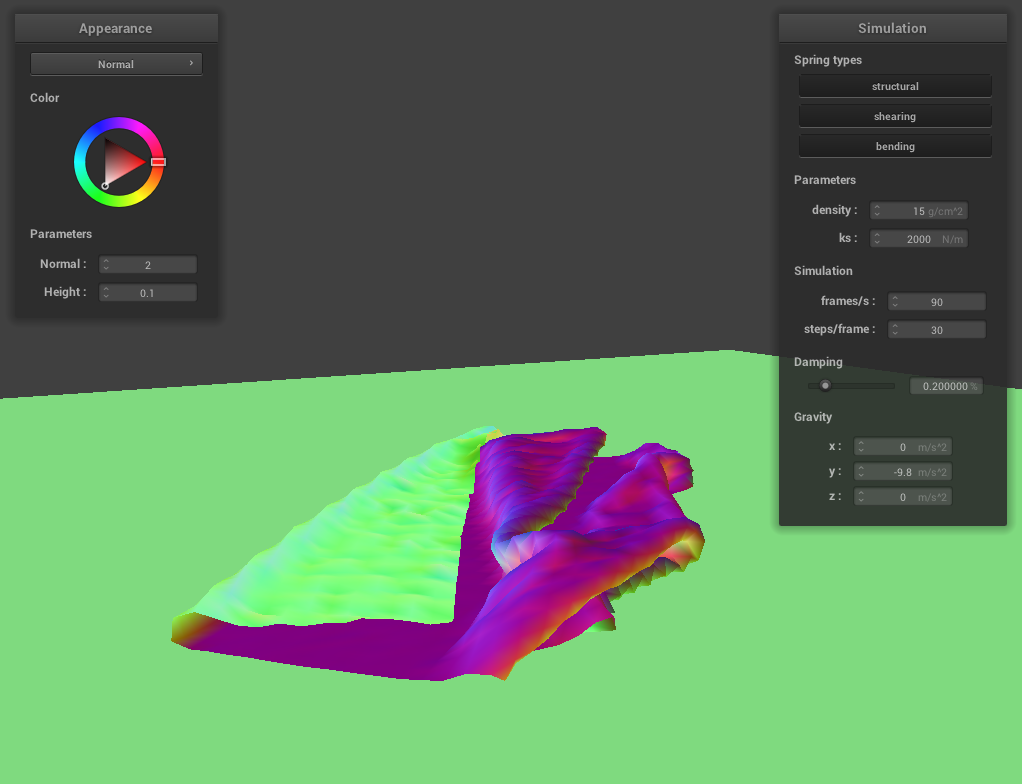 Appearance
Normal
Color
Parameters
Normal : 2
Height : 0.1
Simulation
Spring types
structural
shearing
bending
Parameters
density : 15 g/cm^2
ks : 2000 N/m
Simulation
frames/s : 90
steps/frame : 30
Damping
0.200000 %
Gravity
x : 0 m/s^2
y : -9.8 m/s^2
z : 0 m/s^2